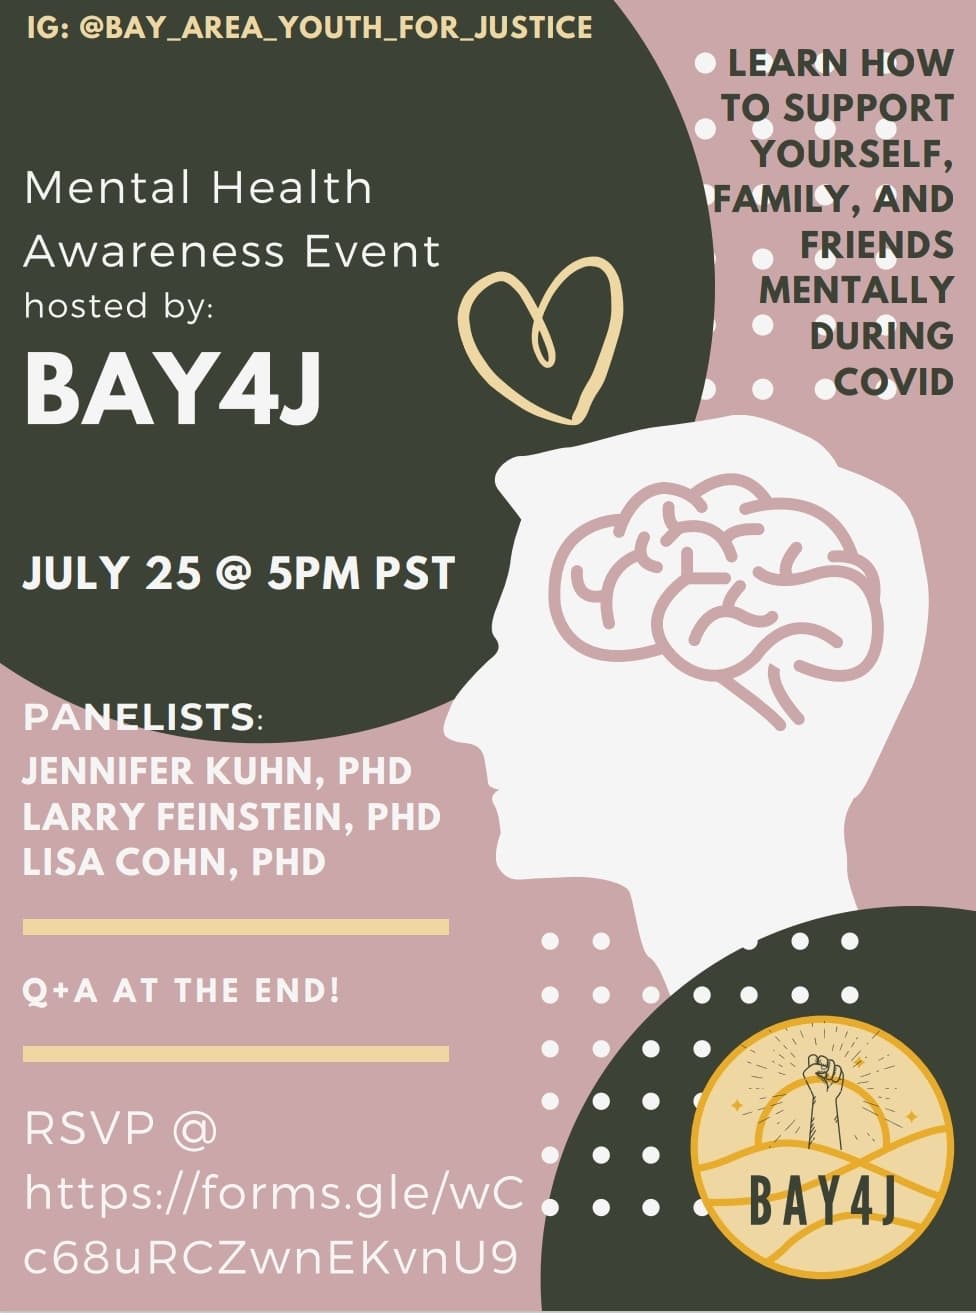 IG: @BAY_AREA_YOUTH_FOR_JUSTICE
LEARN HOW
TO SUPPORT
YOURSELF,
FAMILY, AND
FRIENDS
MENTALLY
DURING
COVID
Mental Health
Awareness Event
hosted by:
BAY4J
JULY 25 @ 5PM PST
PANELISTS:
JENNIFER KUHN, PHD
LARRY FEINSTEIN, PHD
LISA COHN, PHD
Q+A AT THE END!
RSVP @
https://forms.gle/wC
c68uRCZwnEKvnU9
BAY4J